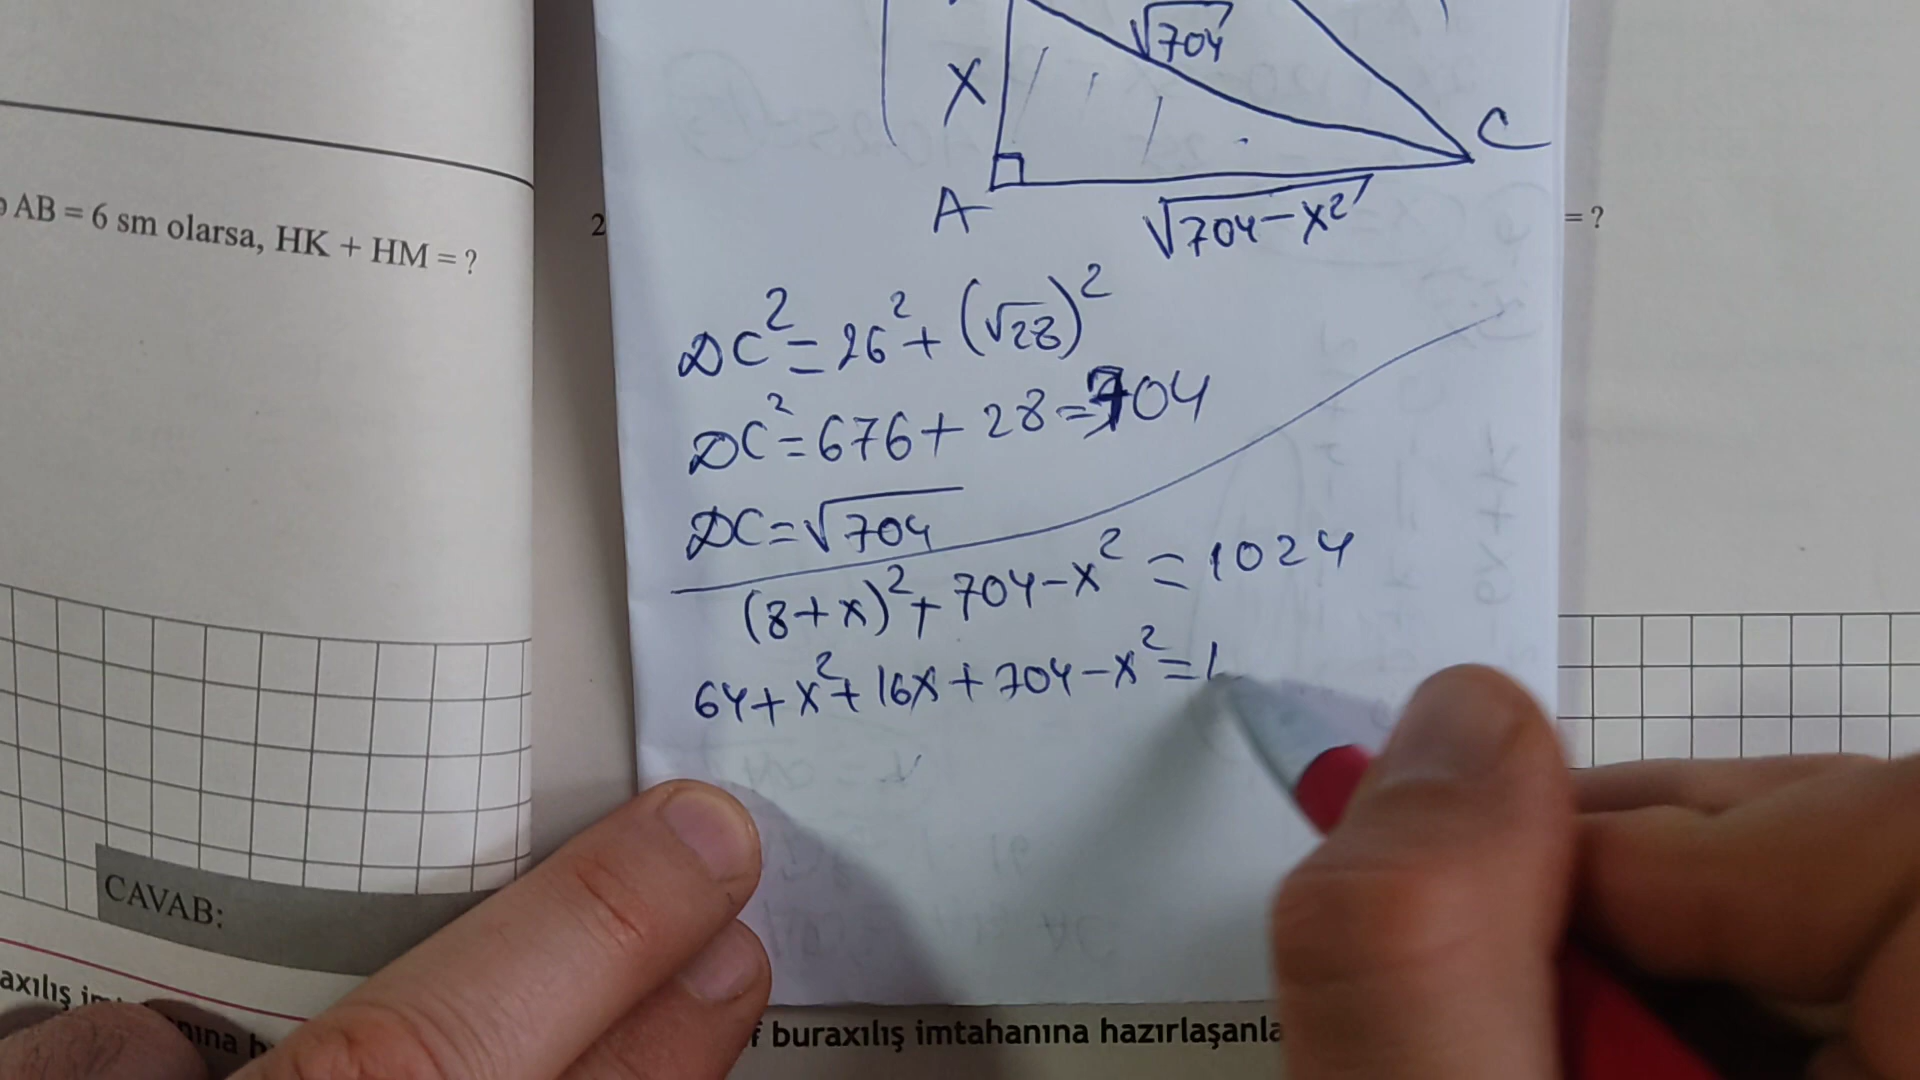 √704
X
C
A
√704-x²
AB = 6 sm olarsa, HK + HM = ?
2
= ?
DC² = 26² + (√28)²
DC² = 676 + 28 = 704
DC = √704
(8+x)² + 704 - x² = 1024
64 + x² + 16x + 704 - x² = 1
CAVAB:
buraxılış imtahanına hazırlaşanla